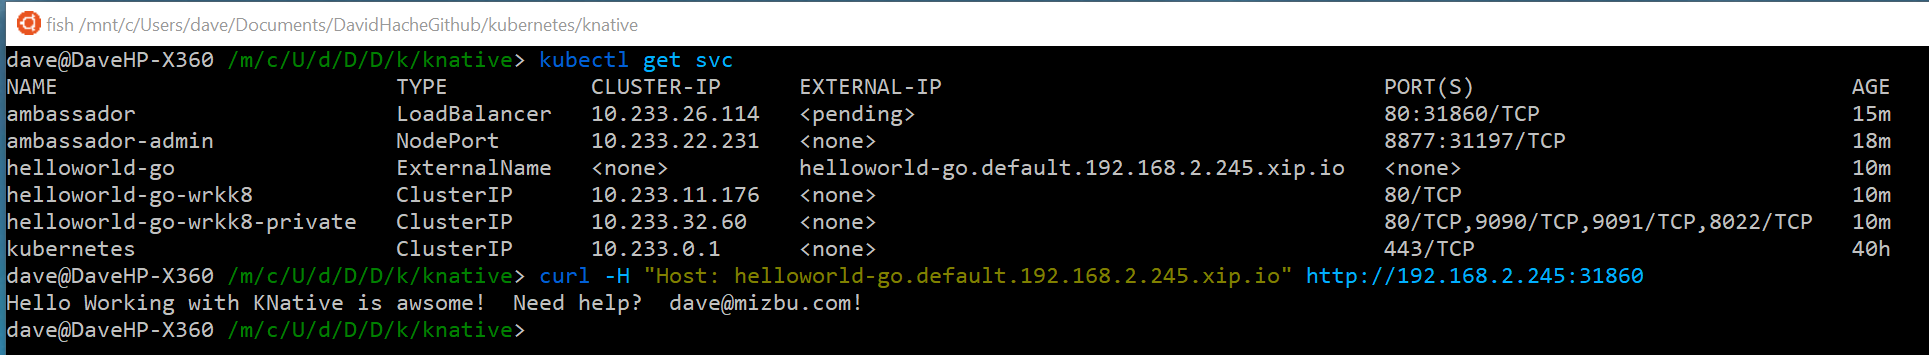 fish /mnt/c/Users/dave/Documents/DavidHacheGithub/kubernetes/knative
dave@DaveHP-X360 /m/c/U/d/D/D/k/knative> kubectl get svc
NAME TYPE CLUSTER-IP EXTERNAL-IP PORT(S) AGE
ambassador LoadBalancer 10.233.26.114 <pending> 80:31860/TCP 15m
ambassador-admin NodePort 10.233.22.231 <none> 8877:31197/TCP 18m
helloworld-go ExternalName <none> helloworld-go.default.192.168.2.245.xip.io <none> 10m
helloworld-go-wrkk8 ClusterIP 10.233.11.176 <none> 80/TCP 10m
helloworld-go-wrkk8-private ClusterIP 10.233.32.60 <none> 80/TCP,9090/TCP,9091/TCP,8022/TCP 10m
kubernetes ClusterIP 10.233.0.1 <none> 443/TCP 40h
dave@DaveHP-X360 /m/c/U/d/D/D/k/knative> curl -H "Host: helloworld-go.default.192.168.2.245.xip.io" http://192.168.2.245:31860
Hello Working with KNative is awsome!  Need help?  dave@mizbu.com!
dave@DaveHP-X360 /m/c/U/d/D/D/k/knative>